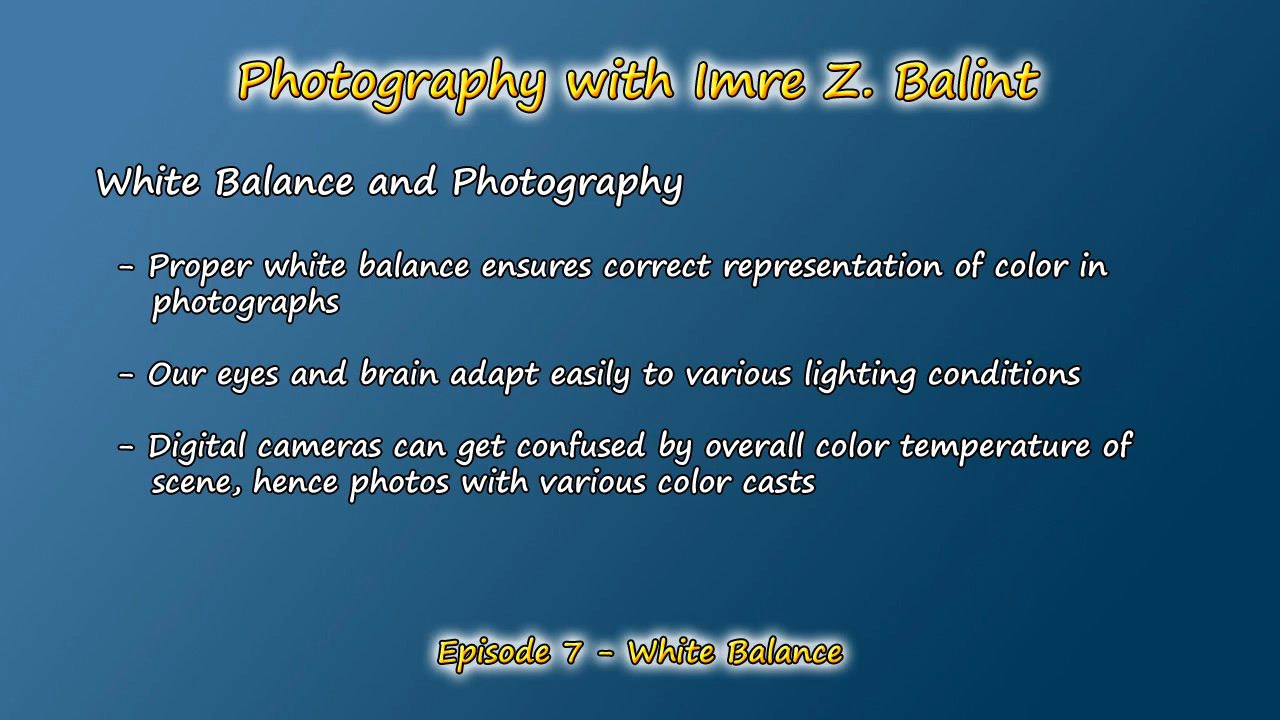 Photography with Imre Z. Balint
White Balance and Photography
- Proper white balance ensures correct representation of color in
photographs
- Our eyes and brain adapt easily to various lighting conditions
- Digital cameras can get confused by overall color temperature of
scene, hence photos with various color casts
Episode 7 - White Balance